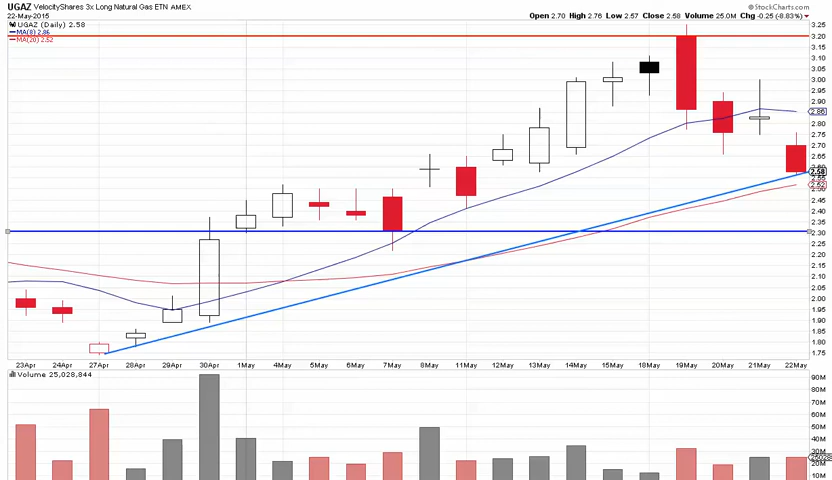 UGAZ VelocityShares 3x Long Natural Gas ETN AMEX
© StockCharts.com
22-May-2015
Open 2.70 High 2.76 Low 2.57 Close 2.58 Volume 25.0M Chg -0.25 (-8.83%)
UGAZ (Daily) 2.58
MA(8) 2.86
MA(20) 2.52
3.25
3.20
3.15
3.10
3.05
3.00
2.95
2.90
2.86
2.80
2.75
2.70
2.65
2.58
2.52
2.45
2.40
2.35
2.30
2.25
2.20
2.15
2.10
2.05
2.00
1.95
1.90
1.85
1.80
1.75
23Apr 24Apr 27Apr 28Apr 29Apr 30Apr 1May 4May 5May 6May 7May 8May 11May 12May 13May 14May 15May 18May 19May 20May 21May 22May
Volume 25,028,844
90M
80M
70M
60M
50M
40M
30M
20M
10M